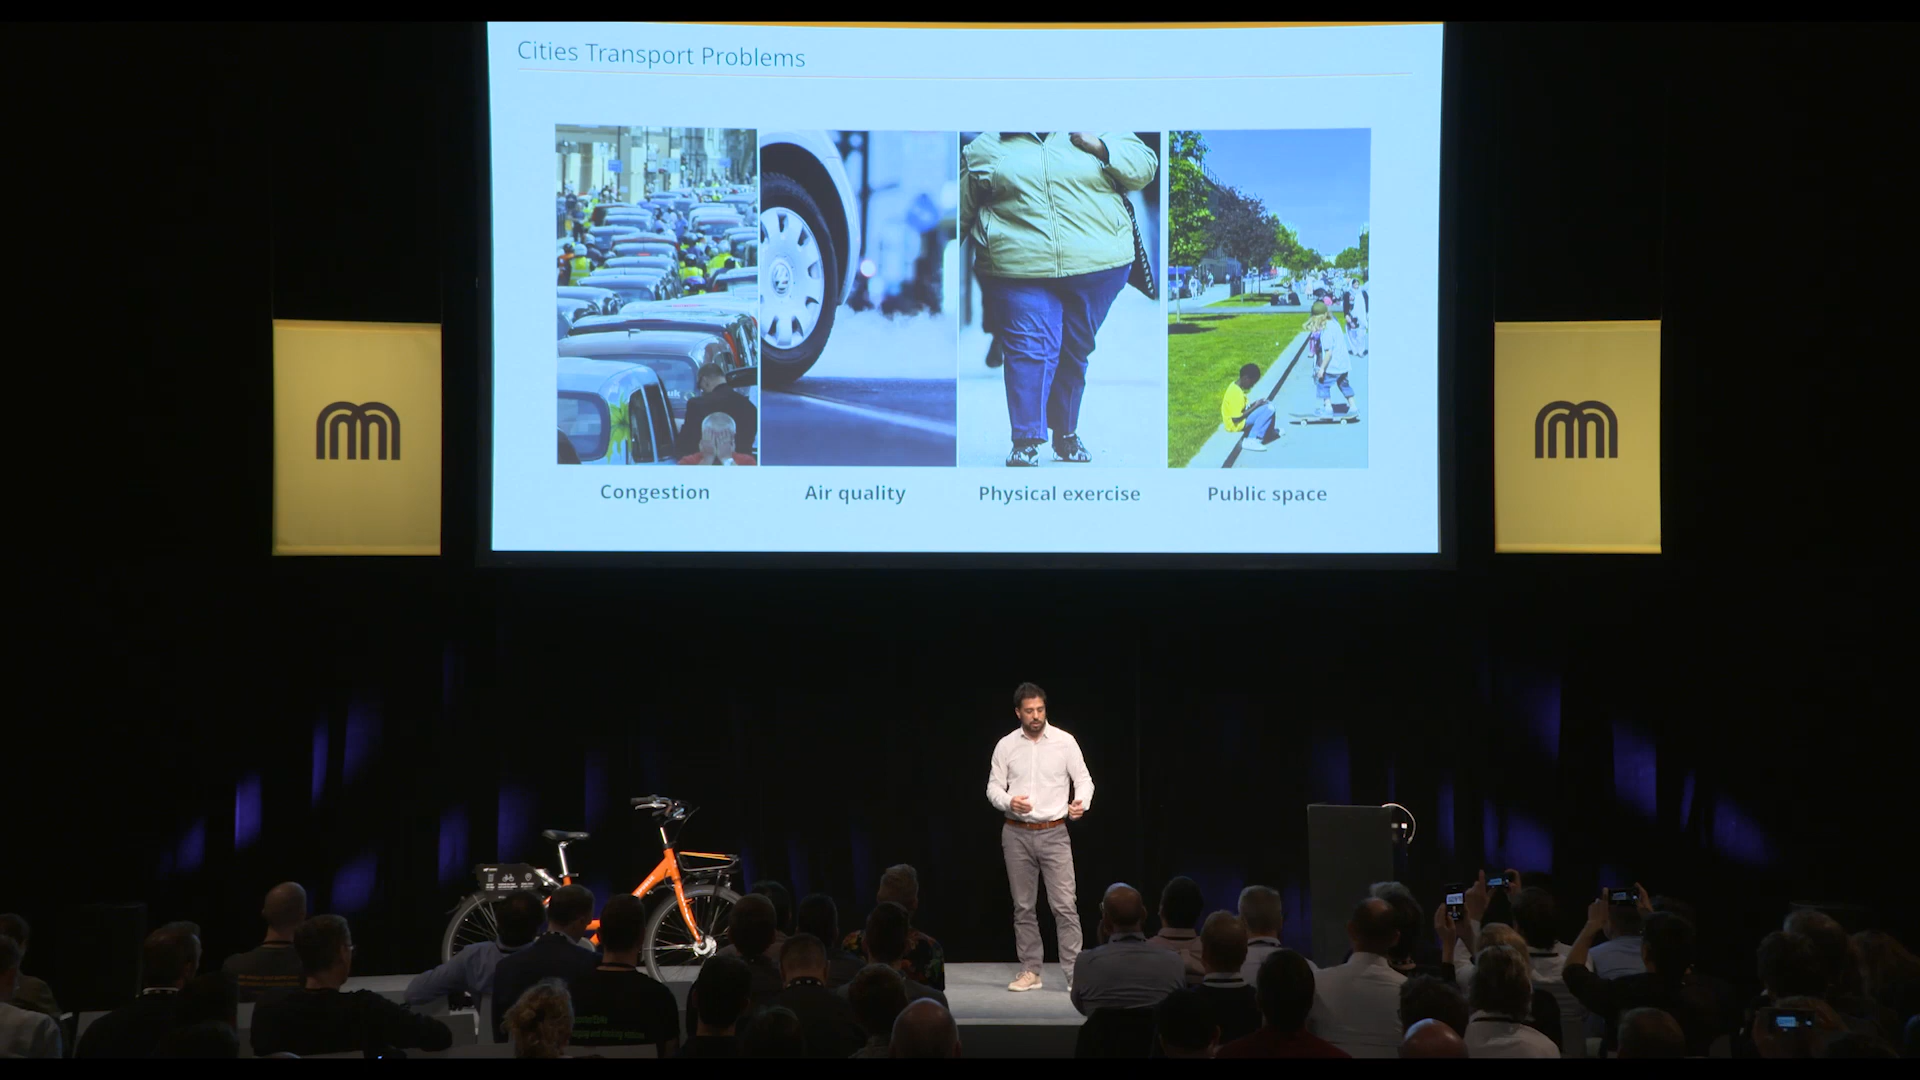 Cities Transport Problems
Congestion
Air quality
Physical exercise
Public space